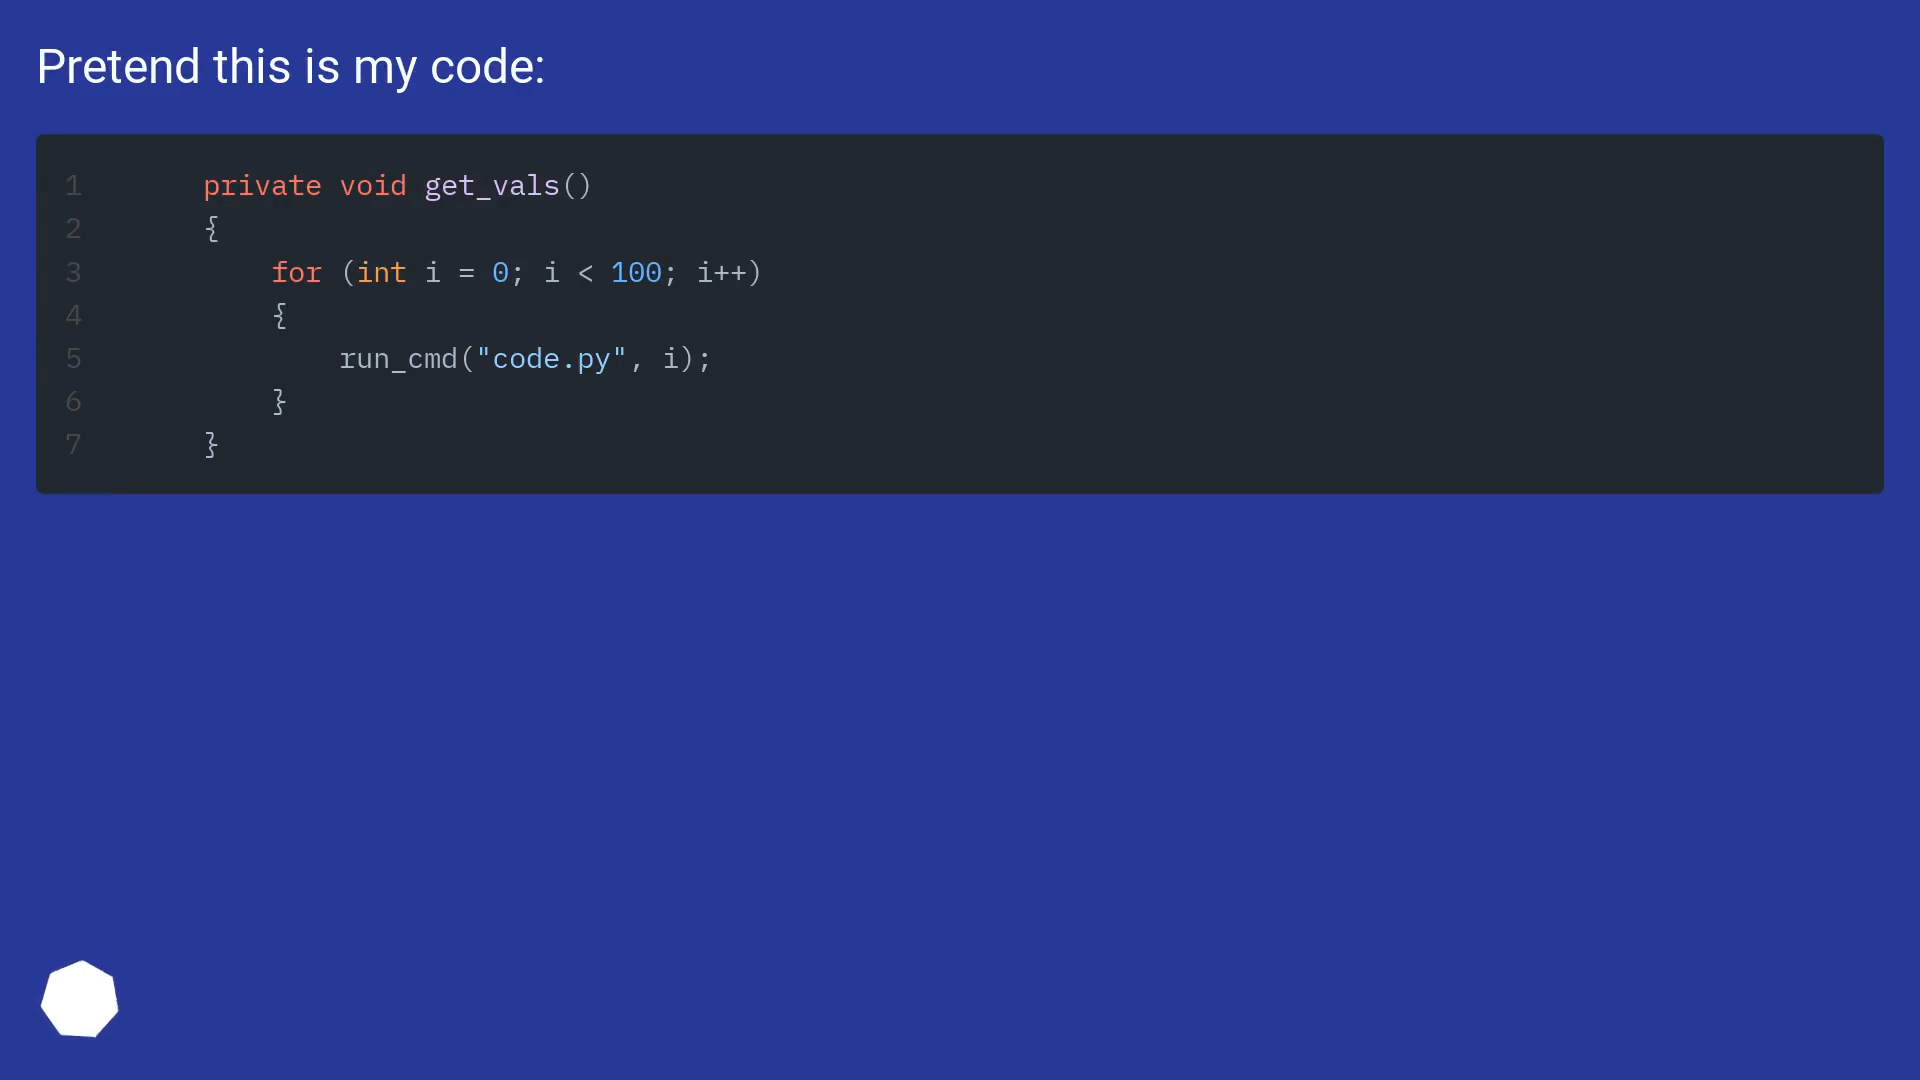 Pretend this is my code:
1 private void get_vals()
2 {
3 for (int i = 0; i < 100; i++)
4 {
5 run_cmd("code.py", i);
6 }
7 }